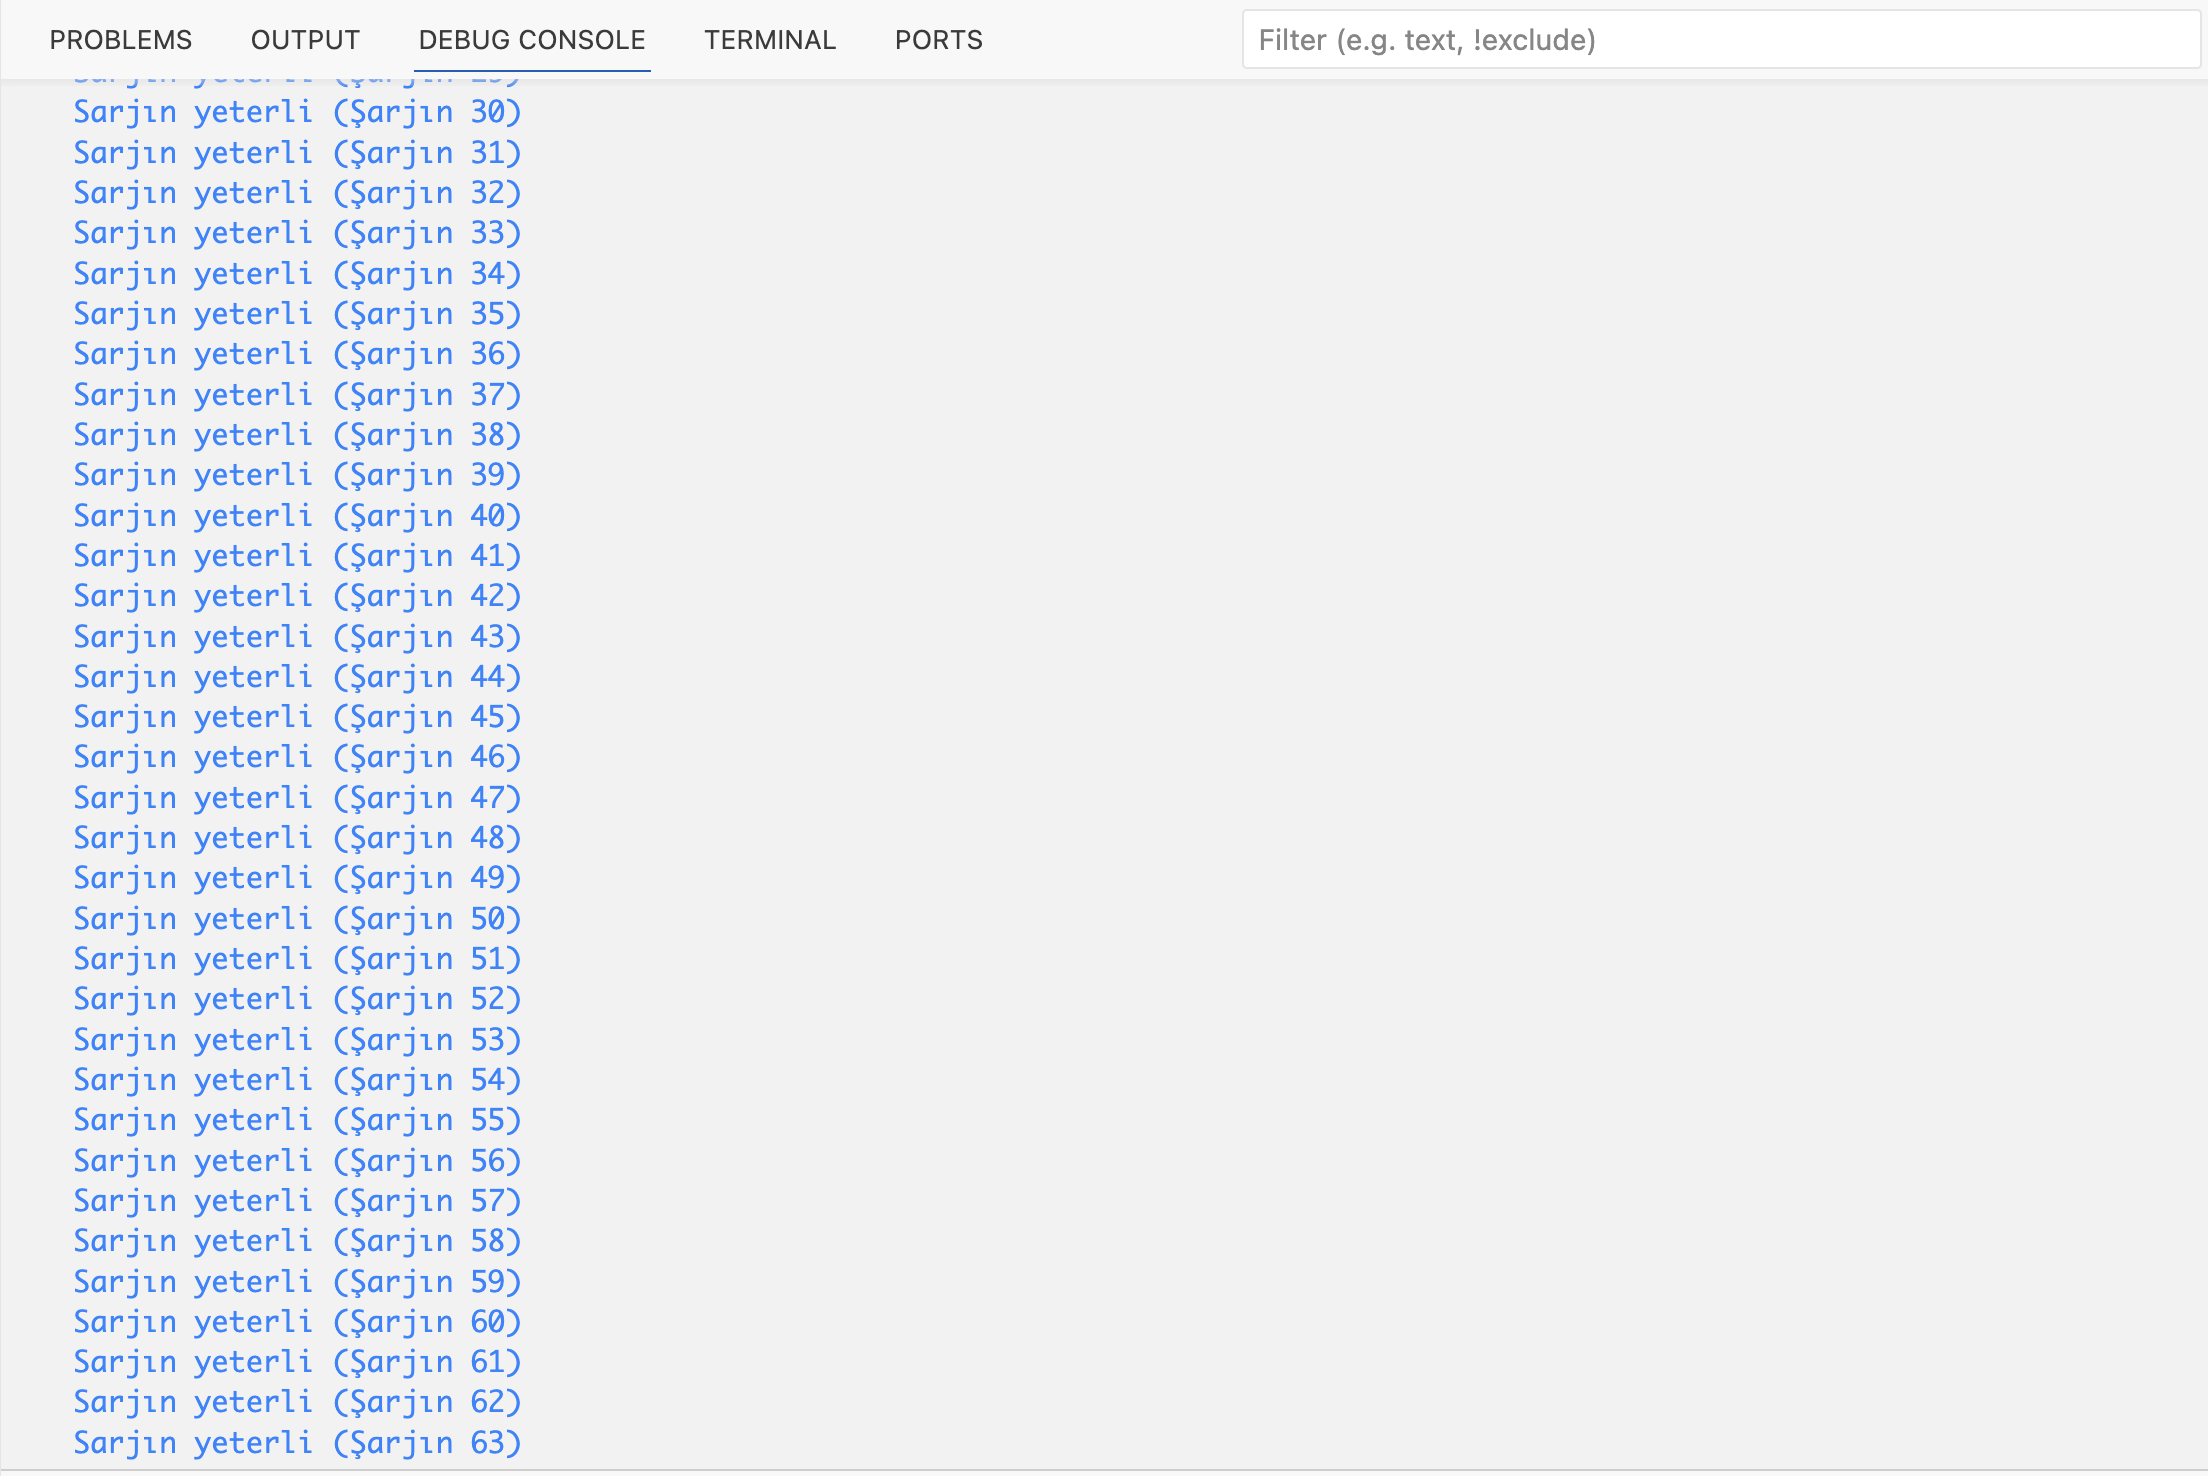 PROBLEMS OUTPUT DEBUG CONSOLE TERMINAL PORTS Filter (e.g. text, !exclude)
Sarjın yeterli (Şarjın 30)
Sarjın yeterli (Şarjın 31)
Sarjın yeterli (Şarjın 32)
Sarjın yeterli (Şarjın 33)
Sarjın yeterli (Şarjın 34)
Sarjın yeterli (Şarjın 35)
Sarjın yeterli (Şarjın 36)
Sarjın yeterli (Şarjın 37)
Sarjın yeterli (Şarjın 38)
Sarjın yeterli (Şarjın 39)
Sarjın yeterli (Şarjın 40)
Sarjın yeterli (Şarjın 41)
Sarjın yeterli (Şarjın 42)
Sarjın yeterli (Şarjın 43)
Sarjın yeterli (Şarjın 44)
Sarjın yeterli (Şarjın 45)
Sarjın yeterli (Şarjın 46)
Sarjın yeterli (Şarjın 47)
Sarjın yeterli (Şarjın 48)
Sarjın yeterli (Şarjın 49)
Sarjın yeterli (Şarjın 50)
Sarjın yeterli (Şarjın 51)
Sarjın yeterli (Şarjın 52)
Sarjın yeterli (Şarjın 53)
Sarjın yeterli (Şarjın 54)
Sarjın yeterli (Şarjın 55)
Sarjın yeterli (Şarjın 56)
Sarjın yeterli (Şarjın 57)
Sarjın yeterli (Şarjın 58)
Sarjın yeterli (Şarjın 59)
Sarjın yeterli (Şarjın 60)
Sarjın yeterli (Şarjın 61)
Sarjın yeterli (Şarjın 62)
Sarjın yeterli (Şarjın 63)